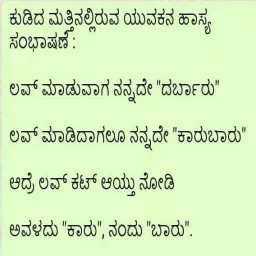 ಕುಡಿದ ಮತ್ತಿನಲ್ಲಿರುವ ಯುವಕನ ಹಾಸ್ಯ
ಸಂಭಾಷಣೆ :
ಲವ್ ಮಾಡುವಾಗ ನನ್ನದೇ "ದರ್ಬಾರು"
ಲವ್ ಮಾಡಿದಾಗಲೂ ನನ್ನದೇ "ಕಾರುಬಾರು"
ಆದ್ರೆ ಲವ್ ಕಟ್ ಆಯ್ತು ನೋಡಿ
ಅವಳದು "ಕಾರು", ನಂದು "ಬಾರು".